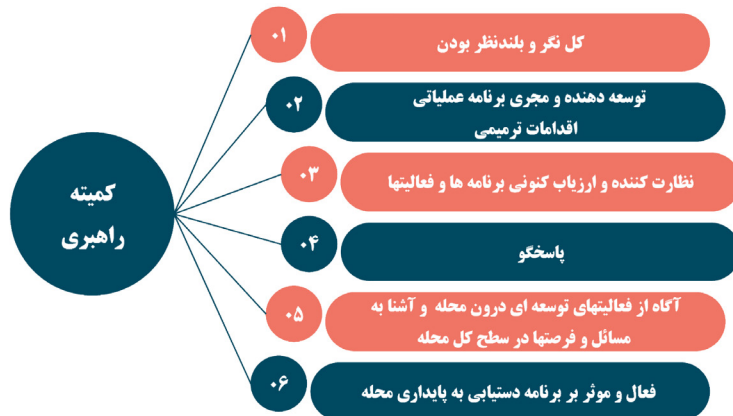 کمیته
راهبری
۰۱
کل نگر و بلندنظر بودن
۰۲
توسعه دهنده و مجری برنامه عملیاتی
اقدامات ترمیمی
۰۳
نظارت کننده و ارزیاب کنونی برنامه ها و فعالیتها
۰۴
پاسخگو
۰۵
آگاه از فعالیتهای توسعه ای درون محله و آشنا به
مسائل و فرصتها در سطح کل محله
۰۶
فعال و موثر بر برنامه دستیابی به پایداری محله